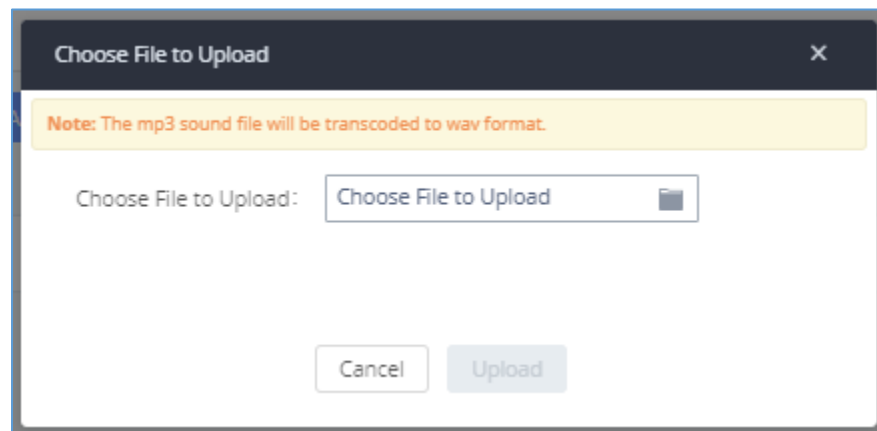 Choose File to Upload
Note: The mp3 sound file will be transcoded to wav format.
Choose File to Upload: Choose File to Upload
Cancel Upload